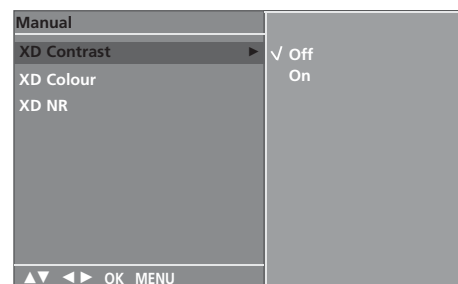 Manual
XD Contrast ► √ Off
XD Colour On
XD NR
▲▼ ◄► OK MENU